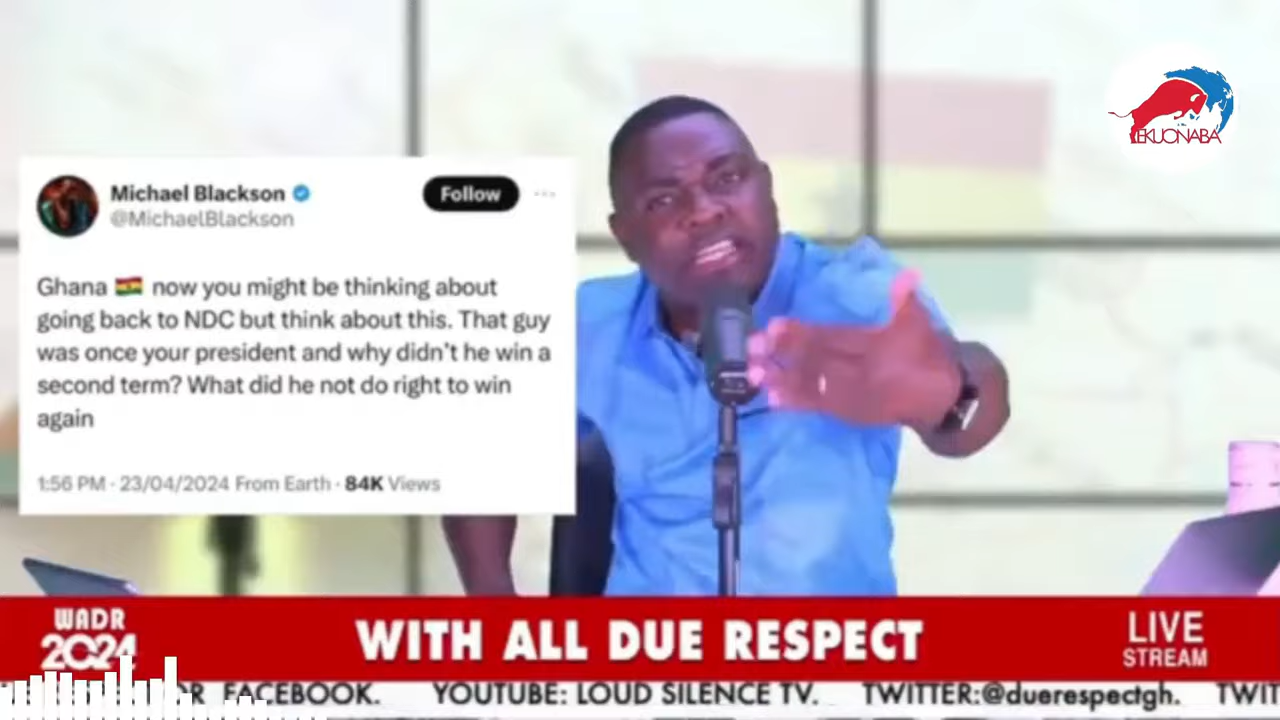 EKUONABA
Michael Blackson
Follow
@MichaelBlackson
Ghana 🇬🇭 now you might be thinking about
going back to NDC but think about this. That guy
was once your president and why didn't he win a
second term? What did he not do right to win
again
1:56 PM · 23/04/2024 From Earth · 84K Views
WADR
2024
WITH ALL DUE RESPECT
LIVE
STREAM
FACEBOOK. YOUTUBE: LOUD SILENCE TV. TWITTER:@duerespectgh.